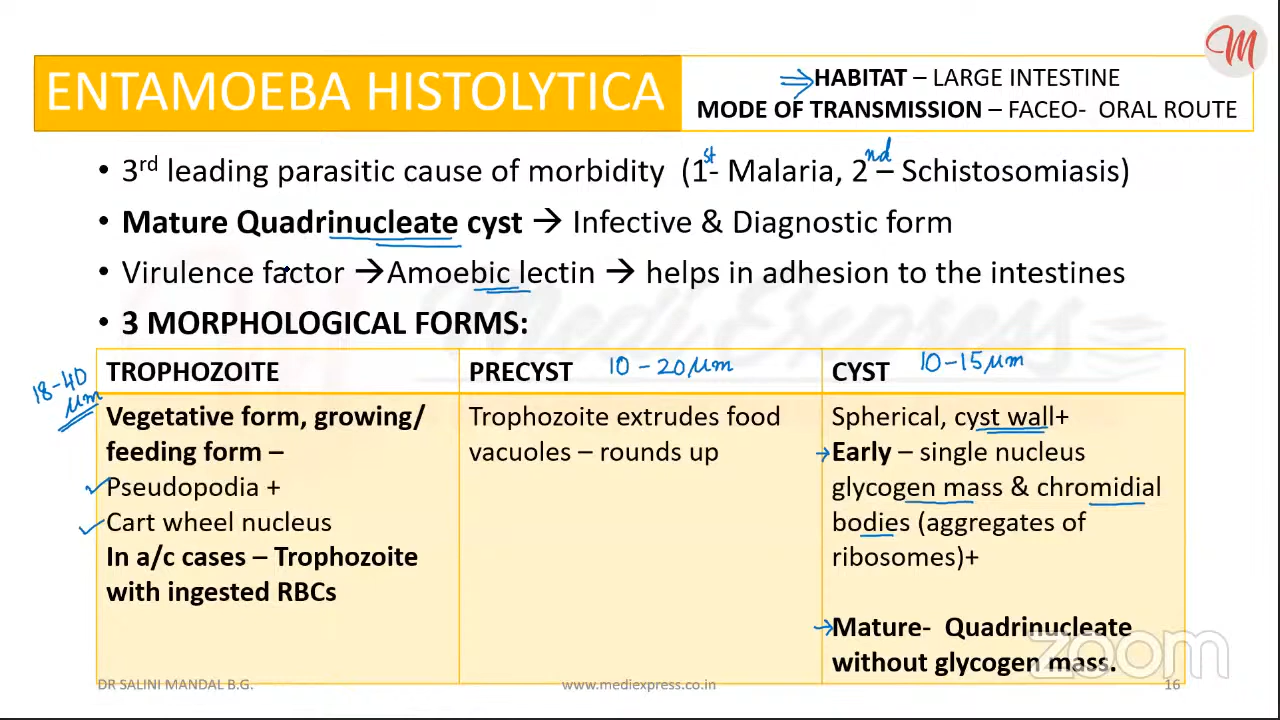 M
ENTAMOEBA HISTOLYTICA
⇒HABITAT – LARGE INTESTINE
MODE OF TRANSMISSION – FACEO- ORAL ROUTE
• 3rd leading parasitic cause of morbidity (1st- Malaria, 2nd – Schistosomiasis)
• Mature Quadrinucleate cyst → Infective & Diagnostic form
• Virulence factor →Amoebic lectin → helps in adhesion to the intestines
• 3 MORPHOLOGICAL FORMS:
18-40 μm
TROPHOZOITE
Vegetative form, growing/
feeding form –
✓Pseudopodia +
✓Cart wheel nucleus
In a/c cases – Trophozoite
with ingested RBCs
PRECYST 10 - 20 μm
Trophozoite extrudes food
vacuoles – rounds up
CYST 10-15 μm
Spherical, cyst wall+
→Early – single nucleus
glycogen mass & chromidial
bodies (aggregates of
ribosomes)+
→Mature- Quadrinucleate
without glycogen mass.
Medi Express
zoom
DR SALINI MANDAL B.G.
www.mediexpress.co.in
16